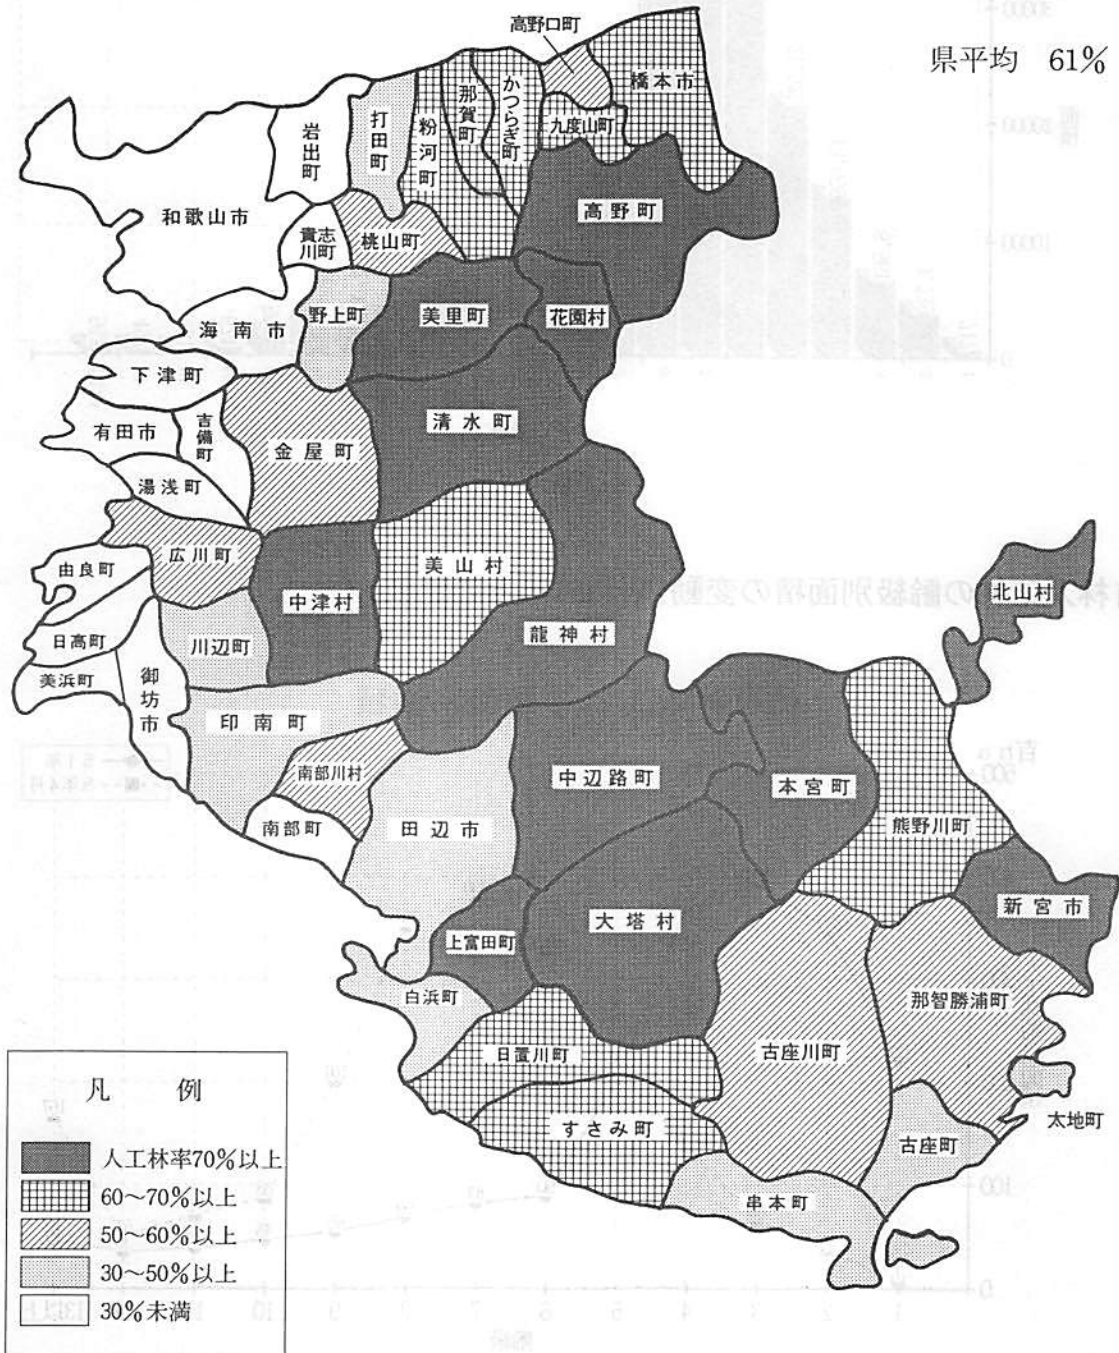 高野口町
県平均 61%
橋本市
かつらぎ町
那賀町
粉河町
打田町
岩出町
九度山町
和歌山市
高野町
貴志川町
桃山町
海南市
野上町
美里町
花園村
下津町
清水町
有田市
吉備町
金屋町
湯浅町
広川町
美山村
由良町
中津村
北山村
龍神村
日高町
川辺町
美浜町
御坊市
印南町
南部川村
中辺路町
本宮町
南部町
田辺市
熊野川町
新宮市
上富田町
大塔村
白浜町
那智勝浦町
日置川町
古座川町
すさみ町
太地町
古座町
串本町
凡例
人工林率70%以上
60〜70%以上
50〜60%以上
30〜50%以上
30%未満